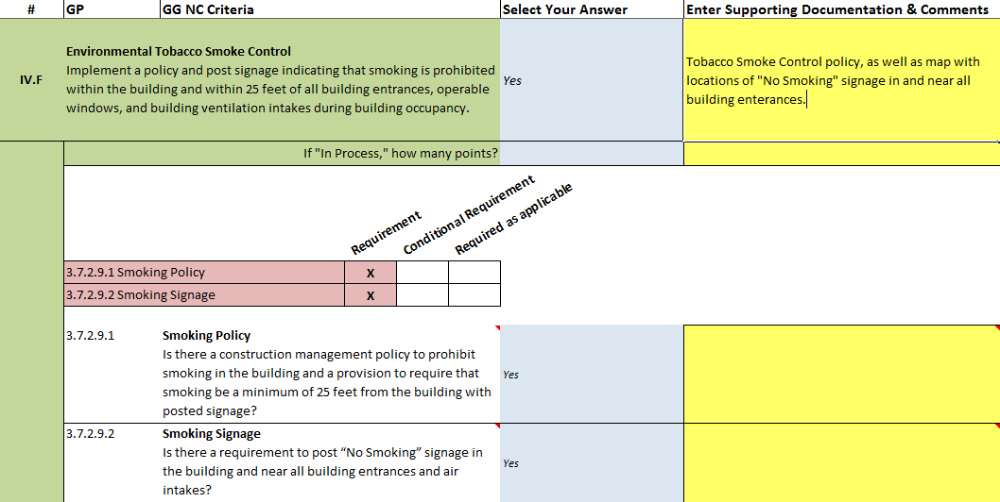 # GP GG NC Criteria Select Your Answer Enter Supporting Documentation & Comments
IV.F
Environmental Tobacco Smoke Control
Implement a policy and post signage indicating that smoking is prohibited
within the building and within 25 feet of all building entrances, operable
windows, and building ventilation intakes during building occupancy.
Yes
Tobacco Smoke Control policy, as well as map with
locations of "No Smoking" signage in and near all
building enterances.
If "In Process," how many points?
Requirement
Conditional Requirement
Required as applicable
3.7.2.9.1 Smoking Policy X
3.7.2.9.2 Smoking Signage X
3.7.2.9.1 Smoking Policy
Is there a construction management policy to prohibit
smoking in the building and a provision to require that
smoking be a minimum of 25 feet from the building with
posted signage?
Yes
3.7.2.9.2 Smoking Signage
Is there a requirement to post “No Smoking” signage in
the building and near all building entrances and air
intakes?
Yes